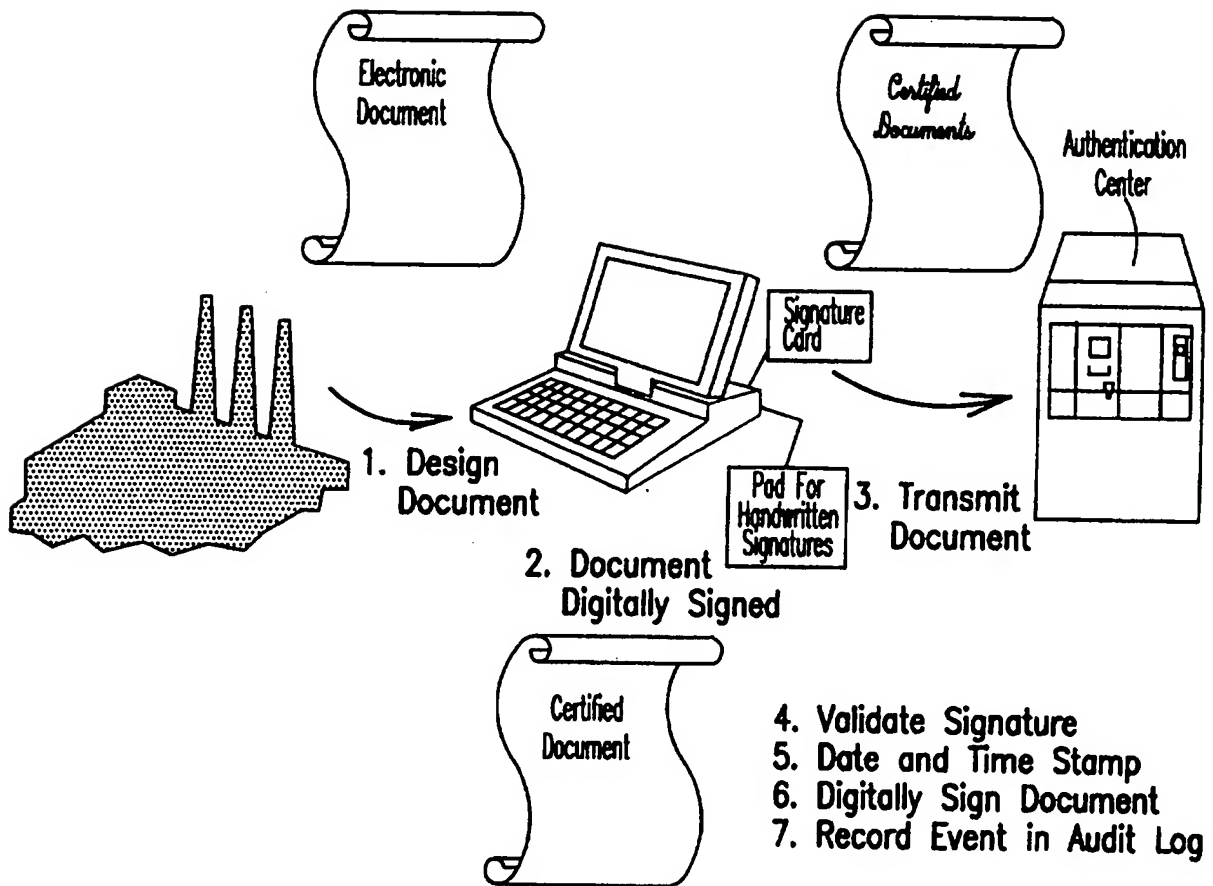 Electronic
Document
Certified
Documents
Authentication
Center
Signature
Card
1. Design
Document
Pad For
Handwritten
Signatures
3. Transmit
Document
2. Document
Digitally Signed
Certified
Document
4. Validate Signature
5. Date and Time Stamp
6. Digitally Sign Document
7. Record Event in Audit Log